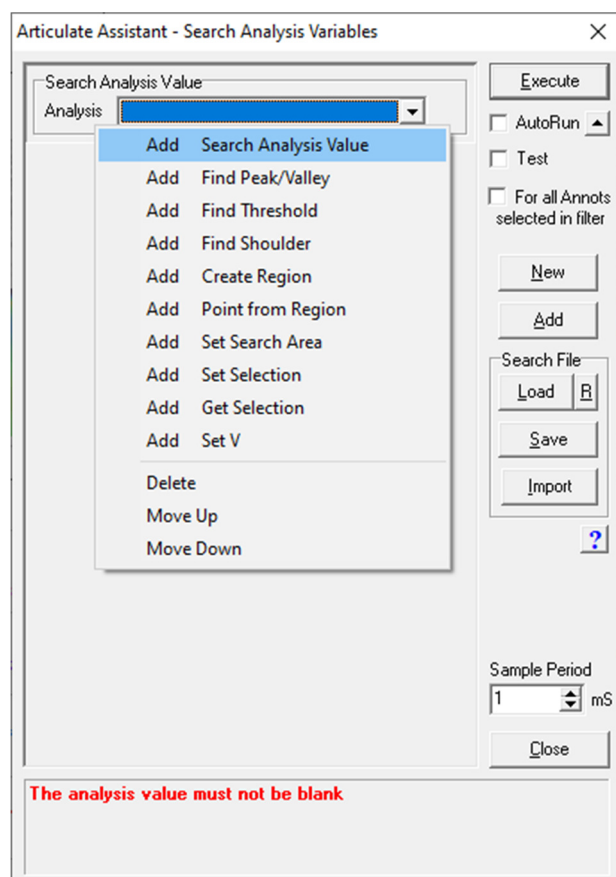 Articulate Assistant - Search Analysis Variables
Search Analysis Value
Analysis
Add Search Analysis Value
Add Find Peak/Valley
Add Find Threshold
Add Find Shoulder
Add Create Region
Add Point from Region
Add Set Search Area
Add Set Selection
Add Get Selection
Add Set V
Delete
Move Up
Move Down
Execute
AutoRun
Test
For all Annots
selected in filter
New
Add
Search File
Load R
Save
Import
?
Sample Period
1 mS
Close
The analysis value must not be blank